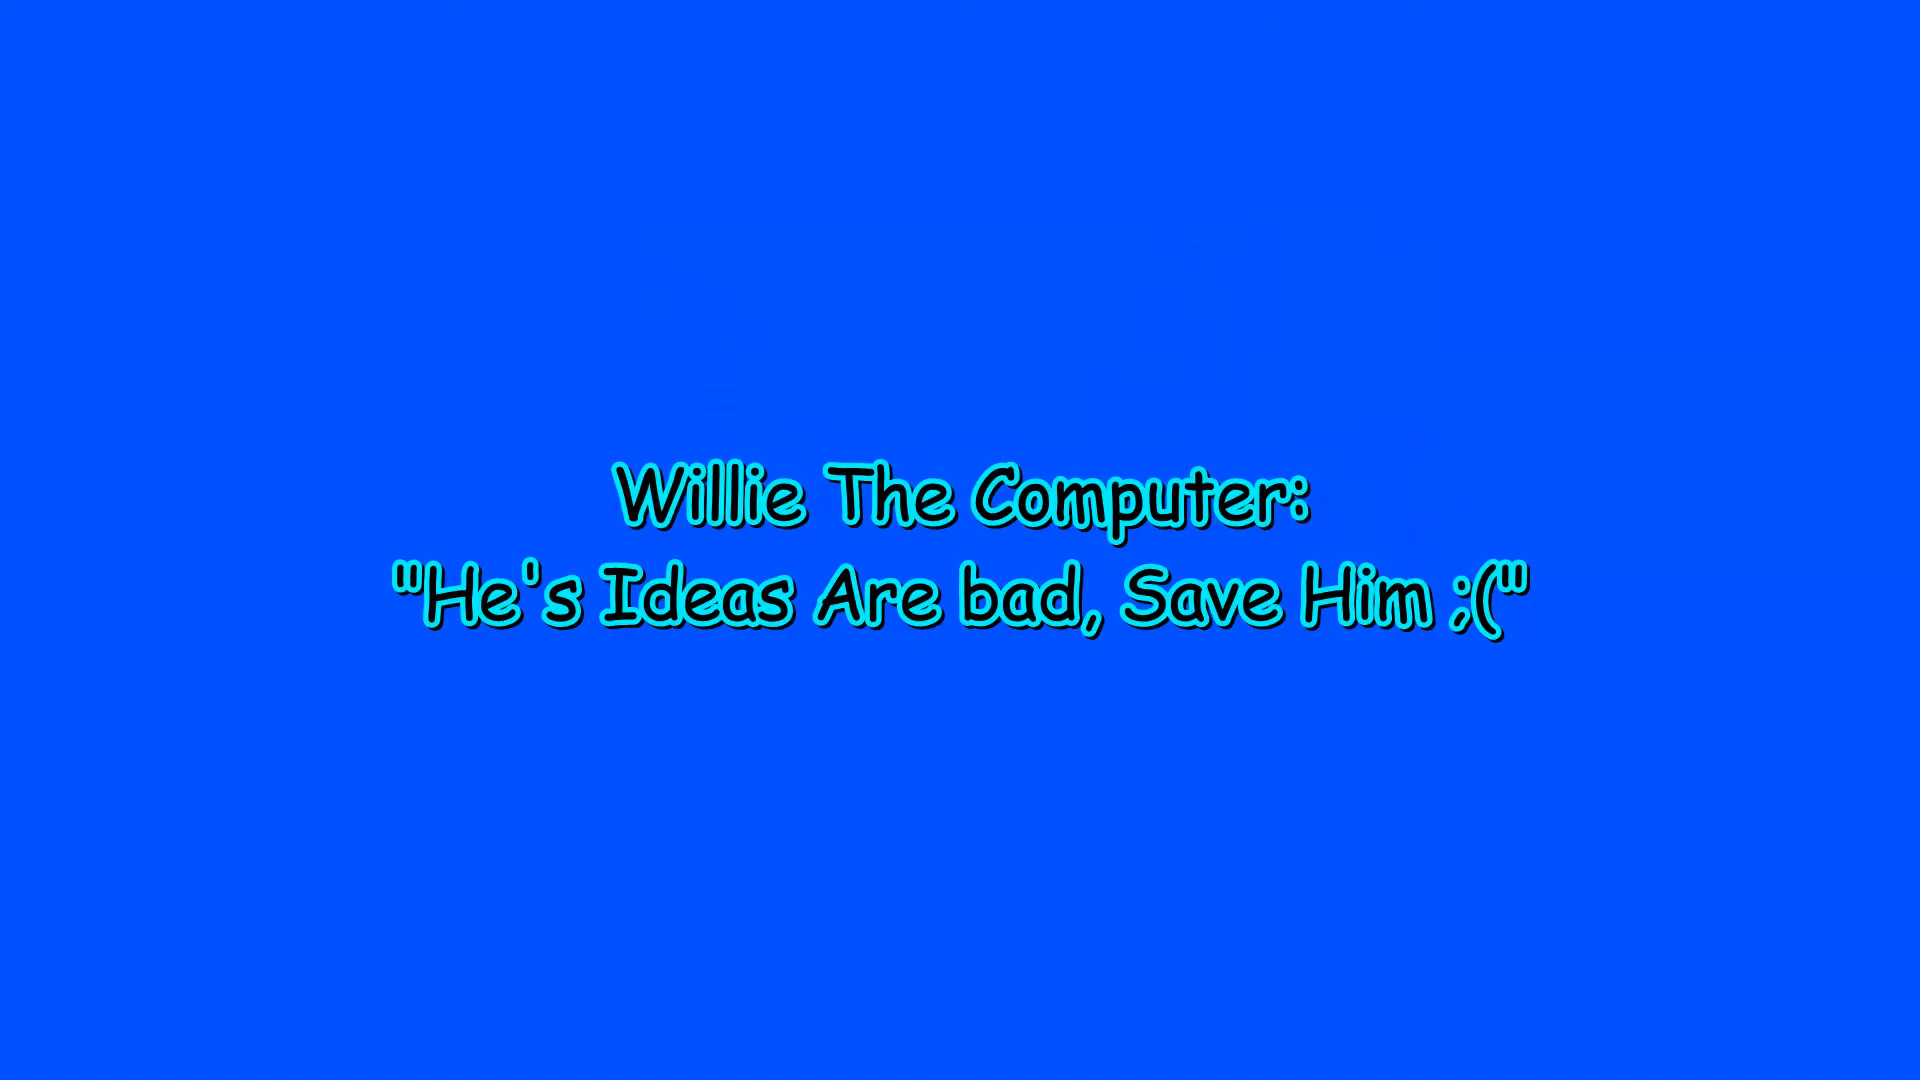 Willie The Computer:
"He's Ideas Are bad, Save Him ;("